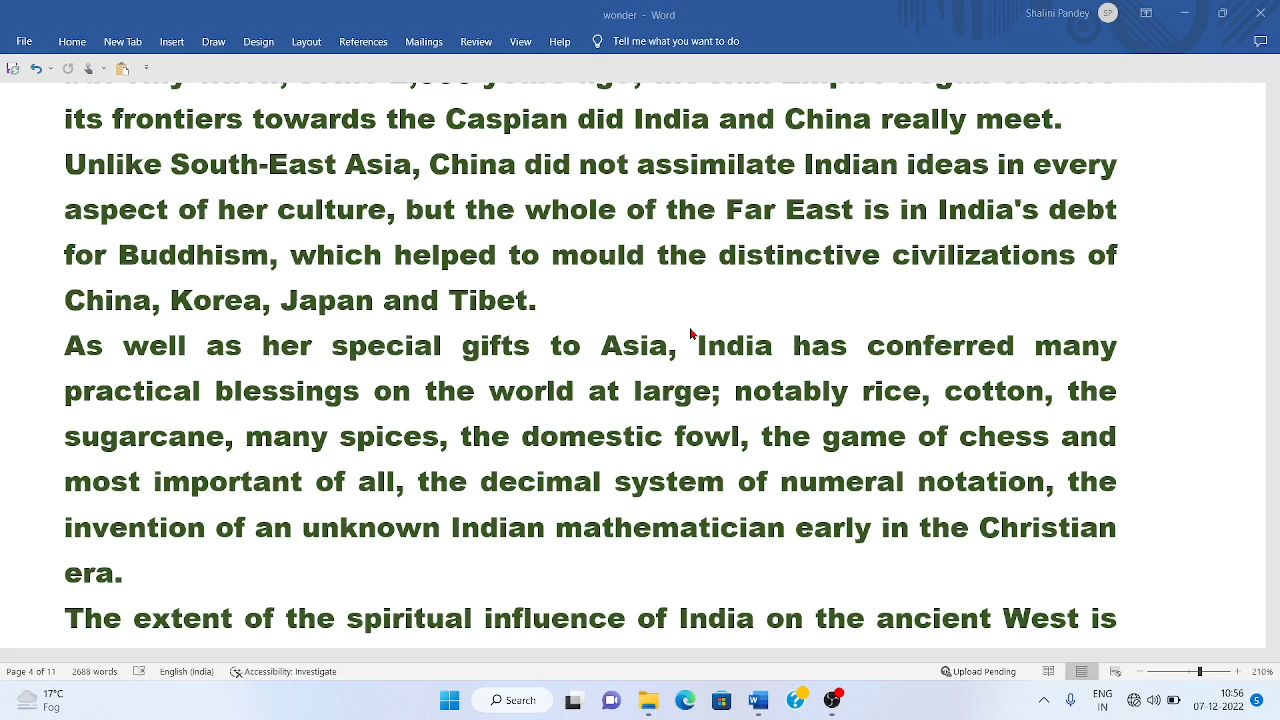 wonder - Word
Shalini Pandey SP
File Home New Tab Insert Draw Design Layout References Mailings Review View Help Tell me what you want to do
its frontiers towards the Caspian did India and China really meet.
Unlike South-East Asia, China did not assimilate Indian ideas in every
aspect of her culture, but the whole of the Far East is in India's debt
for Buddhism, which helped to mould the distinctive civilizations of
China, Korea, Japan and Tibet.
As well as her special gifts to Asia, India has conferred many
practical blessings on the world at large; notably rice, cotton, the
sugarcane, many spices, the domestic fowl, the game of chess and
most important of all, the decimal system of numeral notation, the
invention of an unknown Indian mathematician early in the Christian
era.
The extent of the spiritual influence of India on the ancient West is
Page 4 of 11 2688 words English (India) Accessibility: Investigate Upload Pending 210%
17°C
Fog
Search
ENG
IN
10:56
07-12-2022
5